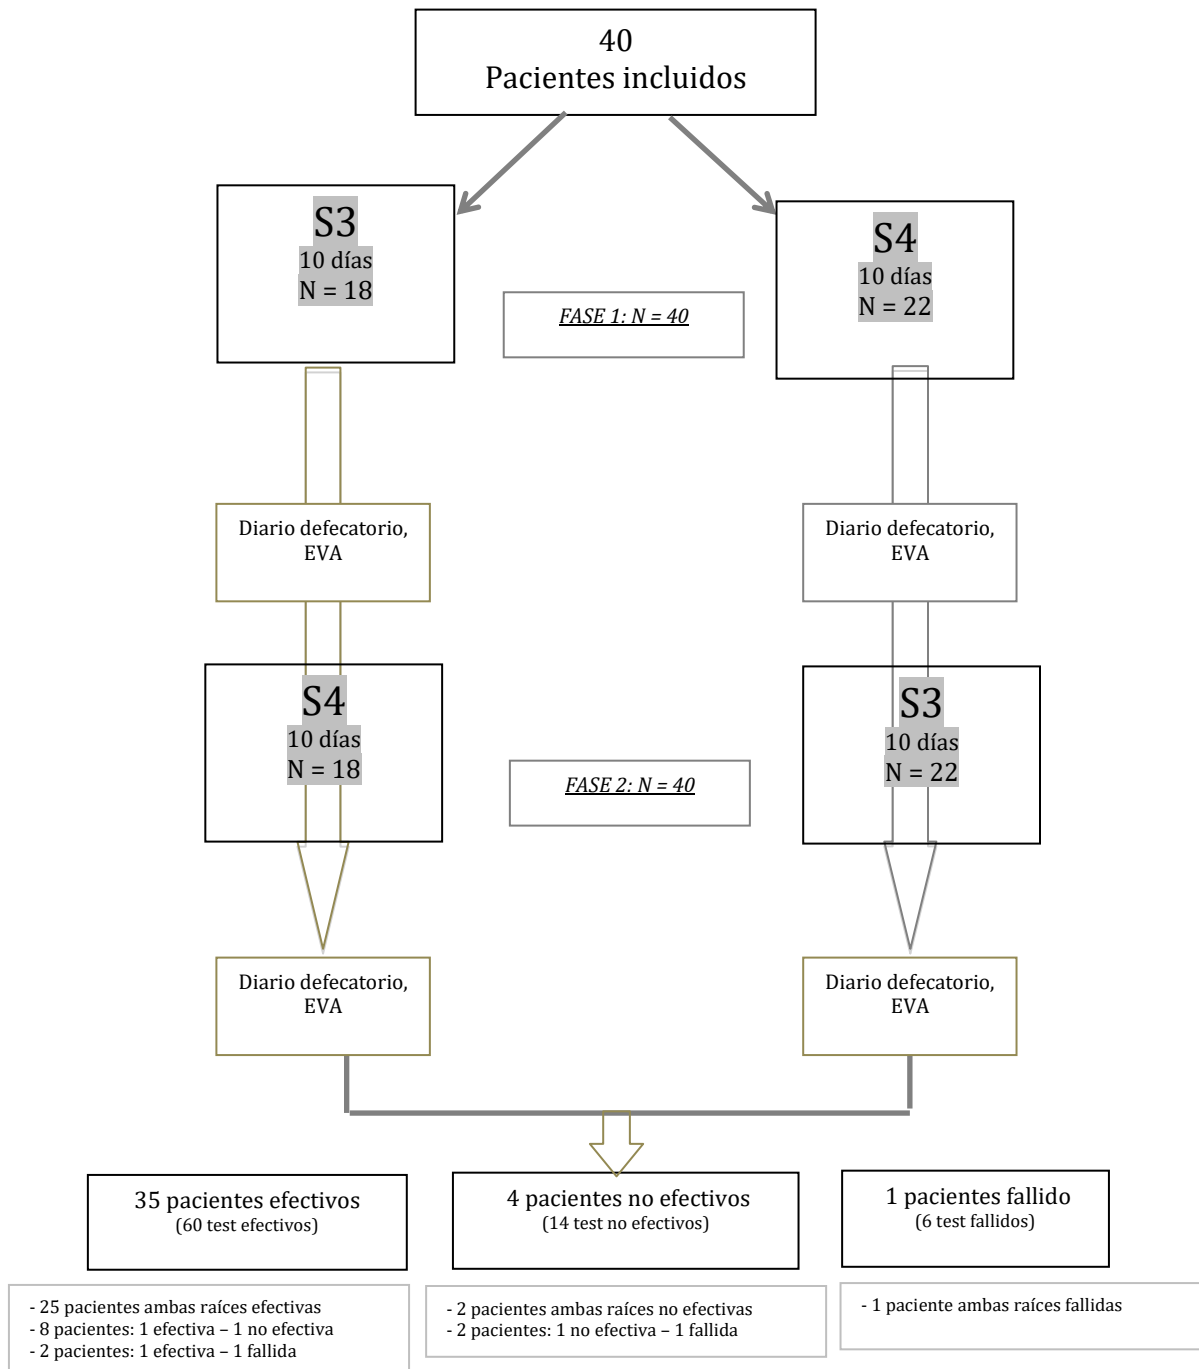 40
Pacientes incluidos
S3
10 días
N = 18
S4
10 días
N = 22
FASE 1: N = 40
Diario defecatorio,
EVA
Diario defecatorio,
EVA
S4
10 días
N = 18
S3
10 días
N = 22
FASE 2: N = 40
Diario defecatorio,
EVA
Diario defecatorio,
EVA
35 pacientes efectivos
(60 test efectivos)
4 pacientes no efectivos
(14 test no efectivos)
1 pacientes fallido
(6 test fallidos)
- 25 pacientes ambas raíces efectivas
- 8 pacientes: 1 efectiva – 1 no efectiva
- 2 pacientes: 1 efectiva – 1 fallida
- 2 pacientes ambas raíces no efectivas
- 2 pacientes: 1 no efectiva – 1 fallida
- 1 paciente ambas raíces fallidas